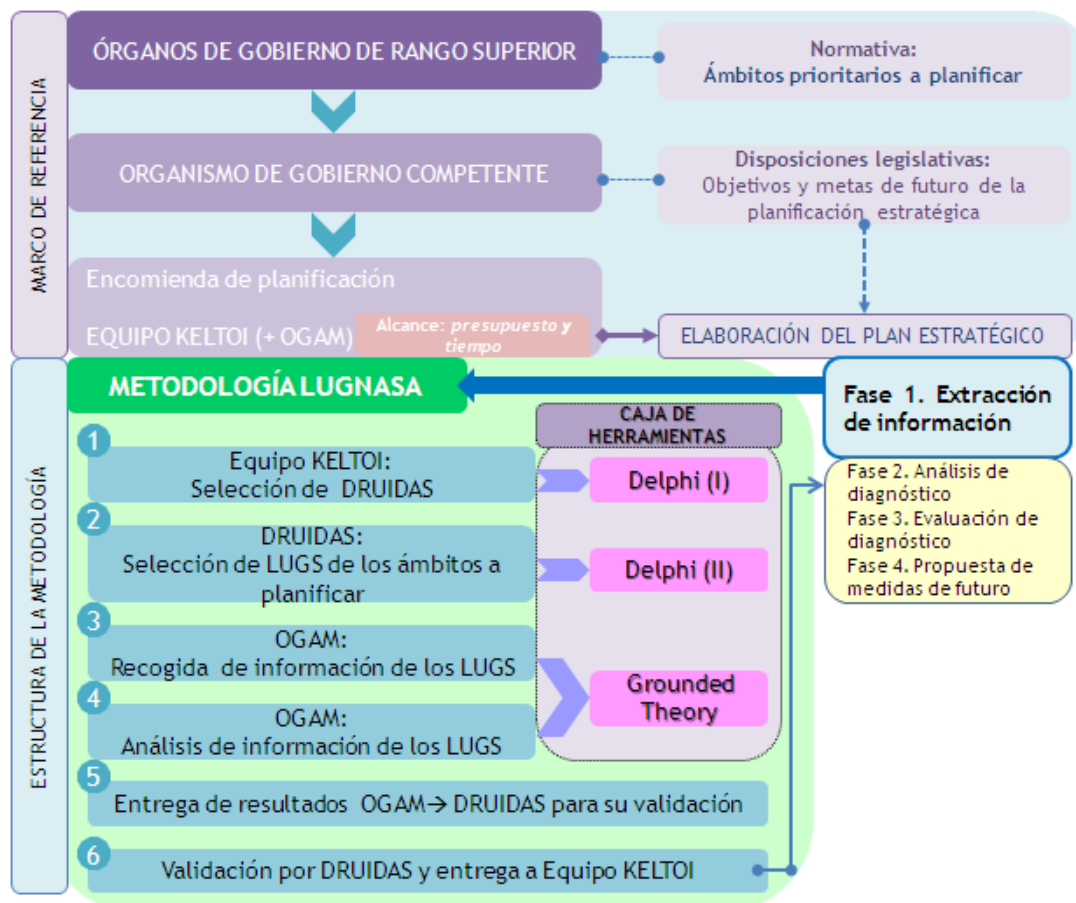 MARCO DE REFERENCIA
ÓRGANOS DE GOBIERNO DE RANGO SUPERIOR
Normativa:
Ámbitos prioritarios a planificar
ORGANISMO DE GOBIERNO COMPETENTE
Disposiciones legislativas:
Objetivos y metas de futuro de la
planificación estratégica
Encomienda de planificación
EQUIPO KELTOI (+ OGAM)
Alcance: presupuesto y
tiempo
ELABORACIÓN DEL PLAN ESTRATÉGICO
ESTRUCTURA DE LA METODOLOGÍA
METODOLOGÍA LUGNASA
Fase 1. Extracción
de información
CAJA DE
HERRAMIENTAS
1
Equipo KELTOI:
Selección de DRUIDAS
Delphi (I)
Fase 2. Análisis de
diagnóstico
Fase 3. Evaluación de
diagnóstico
Fase 4. Propuesta de
medidas de futuro
2
DRUIDAS:
Selección de LUGS de los ámbitos a
planificar
Delphi (II)
3
OGAM:
Recogida de información de los LUGS
Grounded
Theory
4
OGAM:
Análisis de información de los LUGS
5
Entrega de resultados OGAM→ DRUIDAS para su validación
6
Validación por DRUIDAS y entrega a Equipo KELTOI